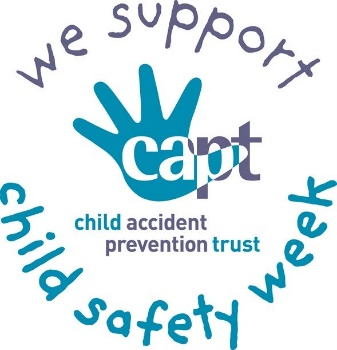 we support
capt
child accident
prevention trust
child safety week